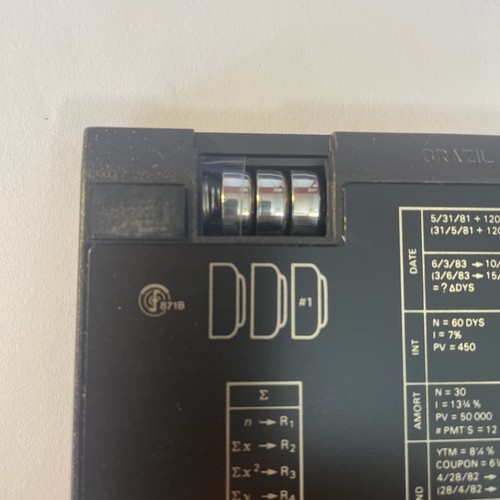 BRAZIL
871B
#1
5/31/81 + 120
(31/5/81 + 120
DATE
6/3/83 → 10/
(3/6/83 → 15/
= ? ΔDYS
INT
N = 60 DYS
I = 7%
PV = 450
AMORT
N = 30
I = 13¼ %
PV = 50 000
# PMT'S = 12
YTM = 8¼ %
COUPON = 6¾
4/28/82 →
(28/4/82 →
Σ
n → R1
Σx → R2
Σx² → R3
Σy → R4